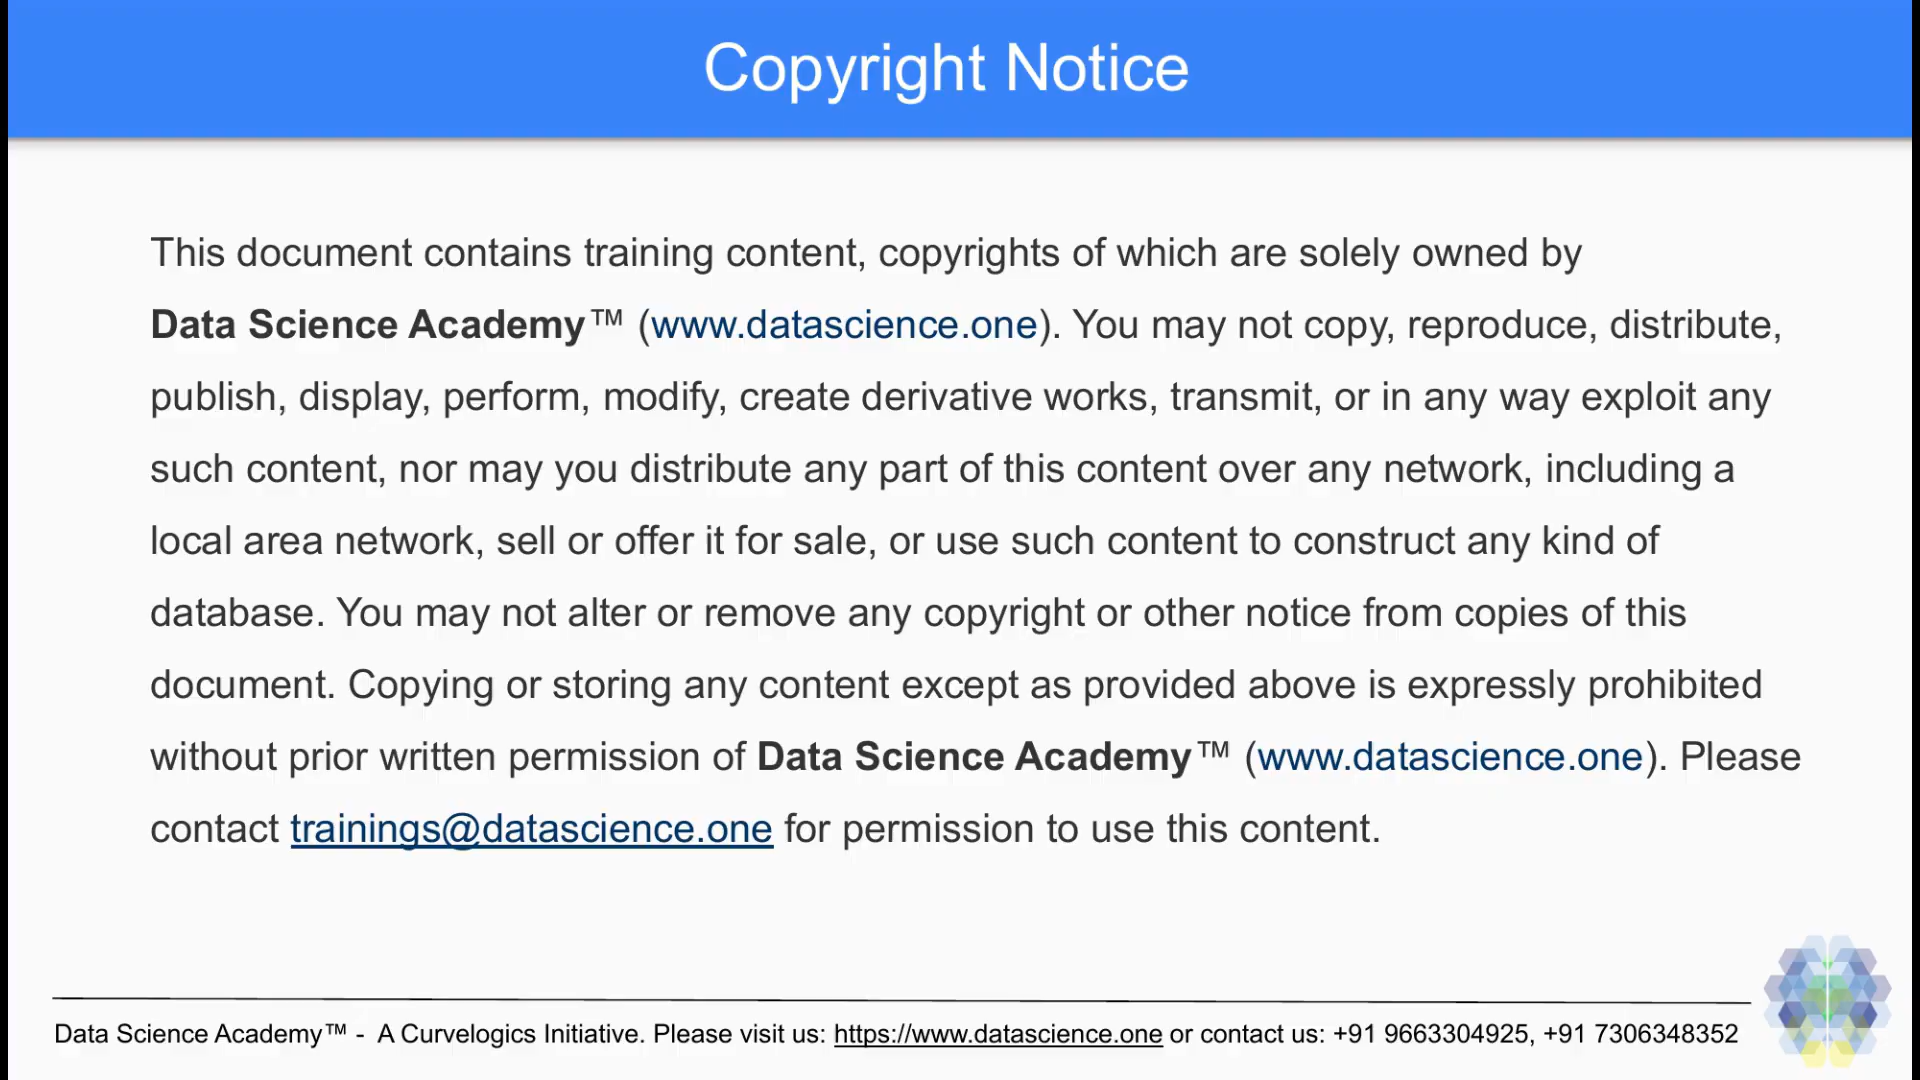 Copyright Notice
This document contains training content, copyrights of which are solely owned by
Data Science Academy™ (www.datascience.one). You may not copy, reproduce, distribute,
publish, display, perform, modify, create derivative works, transmit, or in any way exploit any
such content, nor may you distribute any part of this content over any network, including a
local area network, sell or offer it for sale, or use such content to construct any kind of
database. You may not alter or remove any copyright or other notice from copies of this
document. Copying or storing any content except as provided above is expressly prohibited
without prior written permission of Data Science Academy™ (www.datascience.one). Please
contact trainings@datascience.one for permission to use this content.
Data Science Academy™ - A Curvelogics Initiative. Please visit us: https://www.datascience.one or contact us: +91 9663304925, +91 7306348352